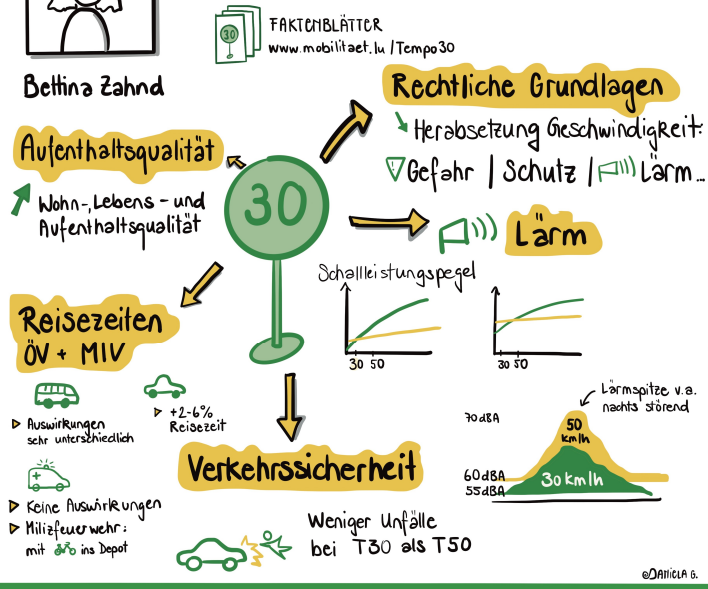 30
FAKTENBLÄTTER
www.mobilitaet.lu/Tempo30
Bettina Zahnd
Rechtliche Grundlagen
Herabsetzung Geschwindigkeit:
Gefahr | Schutz | Lärm...
Aufenthaltsqualität
Wohn-, Lebens- und
Aufenthaltsqualität
30
Lärm
Schallleistungspegel
30 50
30 50
Reisezeiten
ÖV + MIV
Auswirkungen
sehr unterschiedlich
+2-6%
Reisezeit
Keine Auswirkungen
Milizfeuerwehr:
mit ins Depot
Verkehrssicherheit
Weniger Unfälle
bei T30 als T50
Lärmspitze v.a.
nachts störend
70dBA
50
km/h
60dBA
55dBA
30 km/h
©DANIELA G.